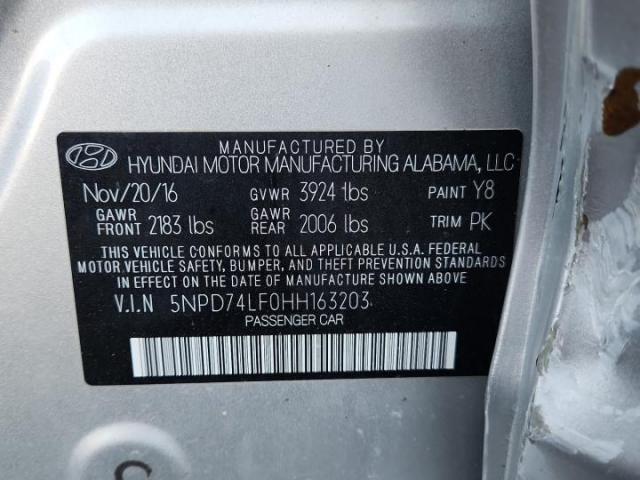 MANUFACTURED BY
HYUNDAI MOTOR MANUFACTURING ALABAMA, LLC
Nov/20/16 GVWR 3924 lbs PAINT Y8
GAWR FRONT 2183 lbs GAWR REAR 2006 lbs TRIM PK
THIS VEHICLE CONFORMS TO ALL APPLICABLE U.S.A. FEDERAL
MOTOR VEHICLE SAFETY, BUMPER, AND THEFT PREVENTION STANDARDS
IN EFFECT ON THE DATE OF MANUFACTURE SHOWN ABOVE.
V.I.N 5NPD74LF0HH163203
PASSENGER CAR